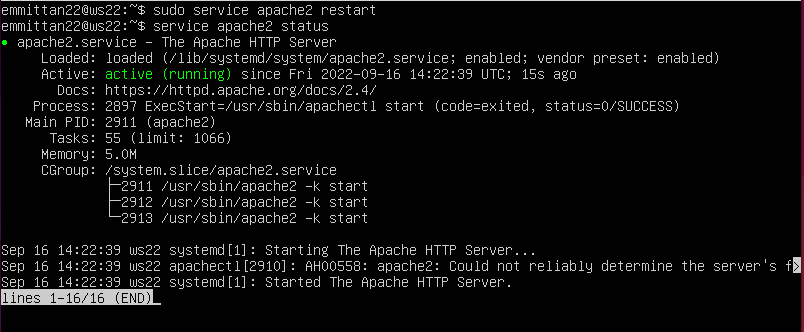 emmittan22@ws22:~$ sudo service apache2 restart
emmittan22@ws22:~$ service apache2 status
● apache2.service – The Apache HTTP Server
     Loaded: loaded (/lib/systemd/system/apache2.service; enabled; vendor preset: enabled)
     Active: active (running) since Fri 2022-09-16 14:22:39 UTC; 15s ago
       Docs: https://httpd.apache.org/docs/2.4/
    Process: 2897 ExecStart=/usr/sbin/apachectl start (code=exited, status=0/SUCCESS)
   Main PID: 2911 (apache2)
      Tasks: 55 (limit: 1066)
     Memory: 5.0M
     CGroup: /system.slice/apache2.service
             ├─2911 /usr/sbin/apache2 -k start
             ├─2912 /usr/sbin/apache2 -k start
             └─2913 /usr/sbin/apache2 -k start
Sep 16 14:22:39 ws22 systemd[1]: Starting The Apache HTTP Server...
Sep 16 14:22:39 ws22 apachectl[2910]: AH00558: apache2: Could not reliably determine the server's f>
Sep 16 14:22:39 ws22 systemd[1]: Started The Apache HTTP Server.
lines 1-16/16 (END)